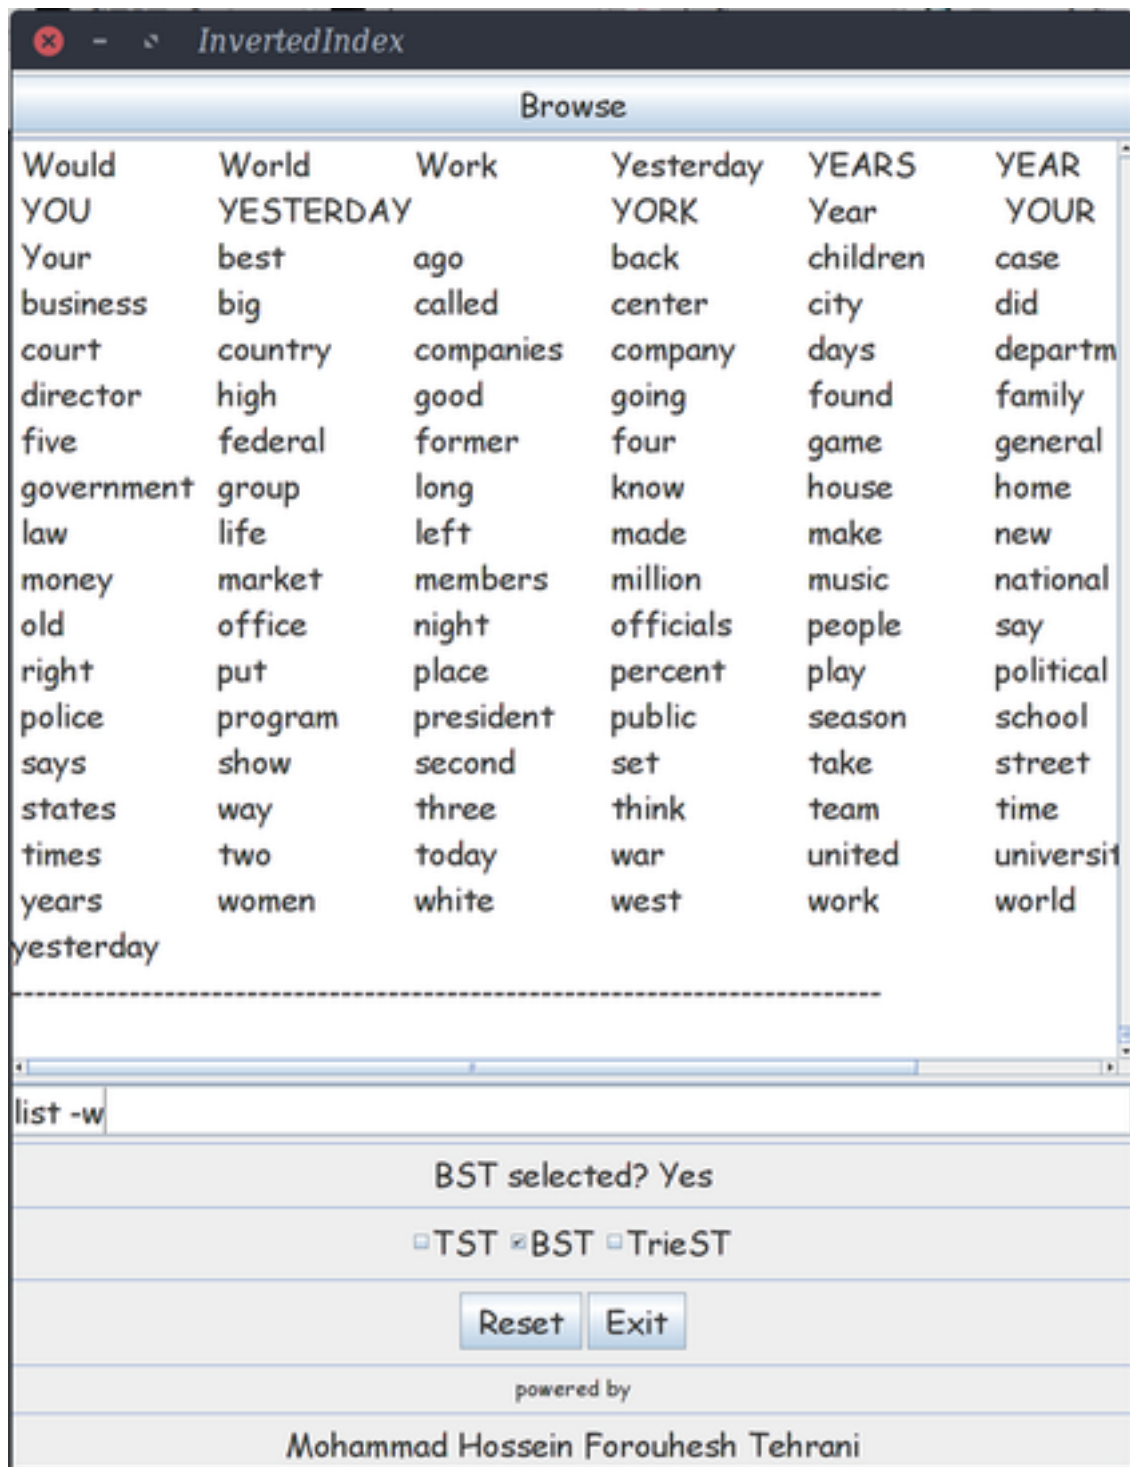 InvertedIndex
Browse
Would World Work Yesterday YEARS YEAR
YOU YESTERDAY YORK Year YOUR
Your best ago back children case
business big called center city did
court country companies company days departm
director high good going found family
five federal former four game general
government group long know house home
law life left made make new
money market members million music national
old office night officials people say
right put place percent play political
police program president public season school
says show second set take street
states way three think team time
times two today war united universit
years women white west work world
yesterday
--------------------------------------------------------------------------
list -w
BST selected? Yes
TST BST TrieST
Reset Exit
powered by
Mohammad Hossein Forouhesh Tehrani